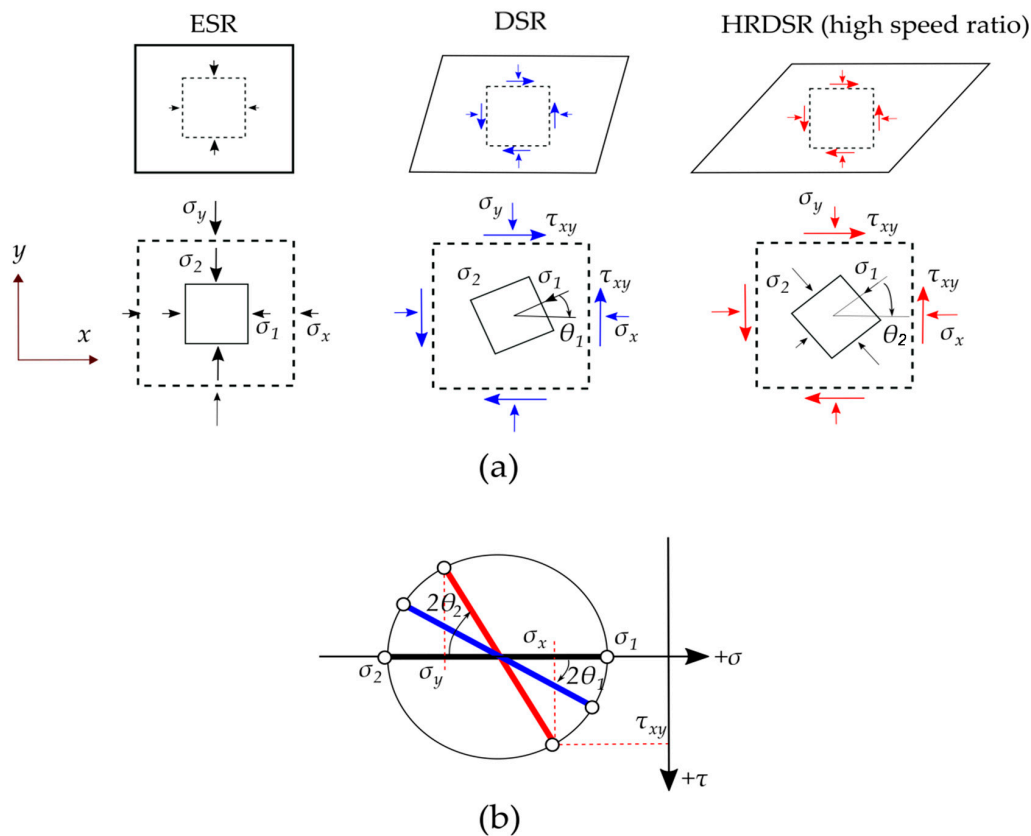 ESR
DSR
HRDSR (high speed ratio)
σy
σ2
σ1
σx
y
x
σy
τxy
σ2
σ1
τxy
θ1
σx
σy
τxy
σ2
σ1
τxy
θ2
σx
(a)
2θ2
σx
σ1
+σ
σ2
σy
2θ1
τxy
+τ
(b)